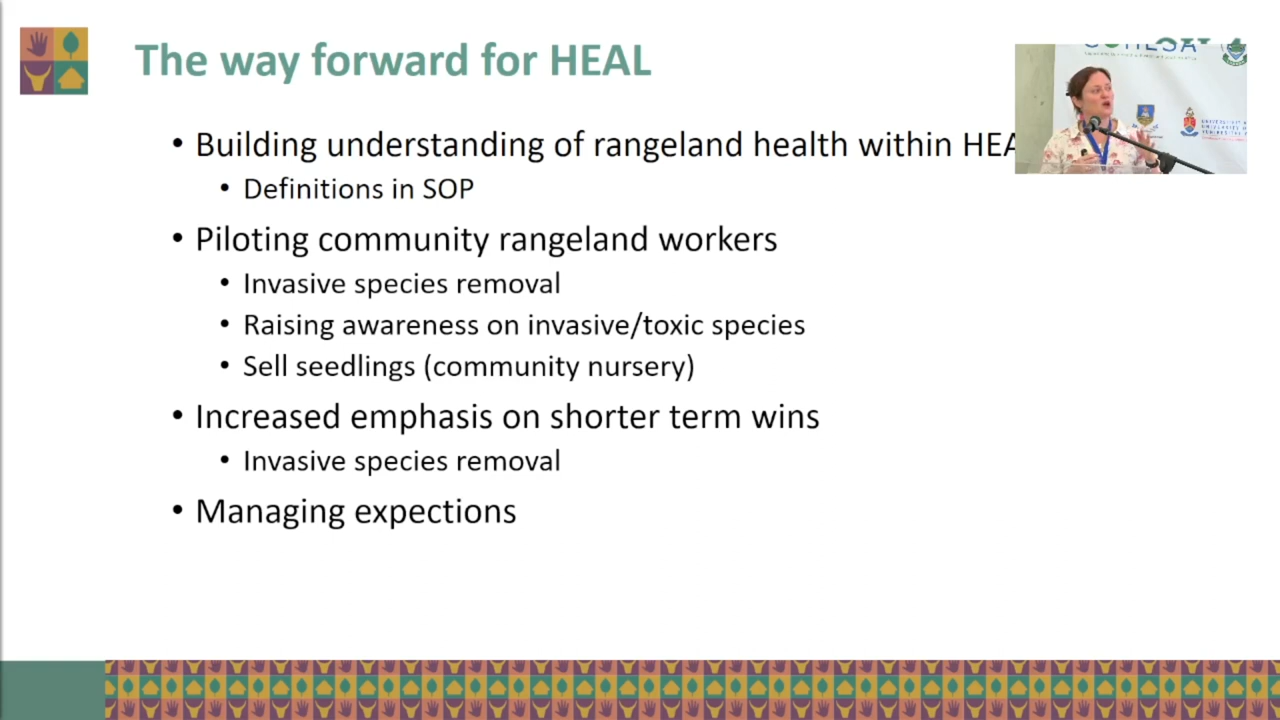 The way forward for HEAL
• Building understanding of rangeland health within HEA
• Definitions in SOP
• Piloting community rangeland workers
• Invasive species removal
• Raising awareness on invasive/toxic species
• Sell seedlings (community nursery)
• Increased emphasis on shorter term wins
• Invasive species removal
• Managing expections